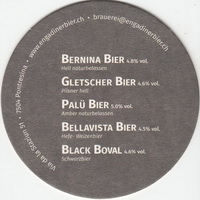 www.engadinerbier.ch • brauerei@engadinerbier.ch
BERNINA BIER 4.8% vol.
Hell naturbelassen
GLETSCHER BIER 4.6% vol.
Pilsner hell
PALÜ BIER 5.0% vol.
Amber naturbelassen
BELLAVISTA BIER 4.5% vol.
Hefe- Weizenbier
BLACK BOVAL 4.6% vol.
Schwarzbier
Via da la Staziun 51 • 7504 Pontresina